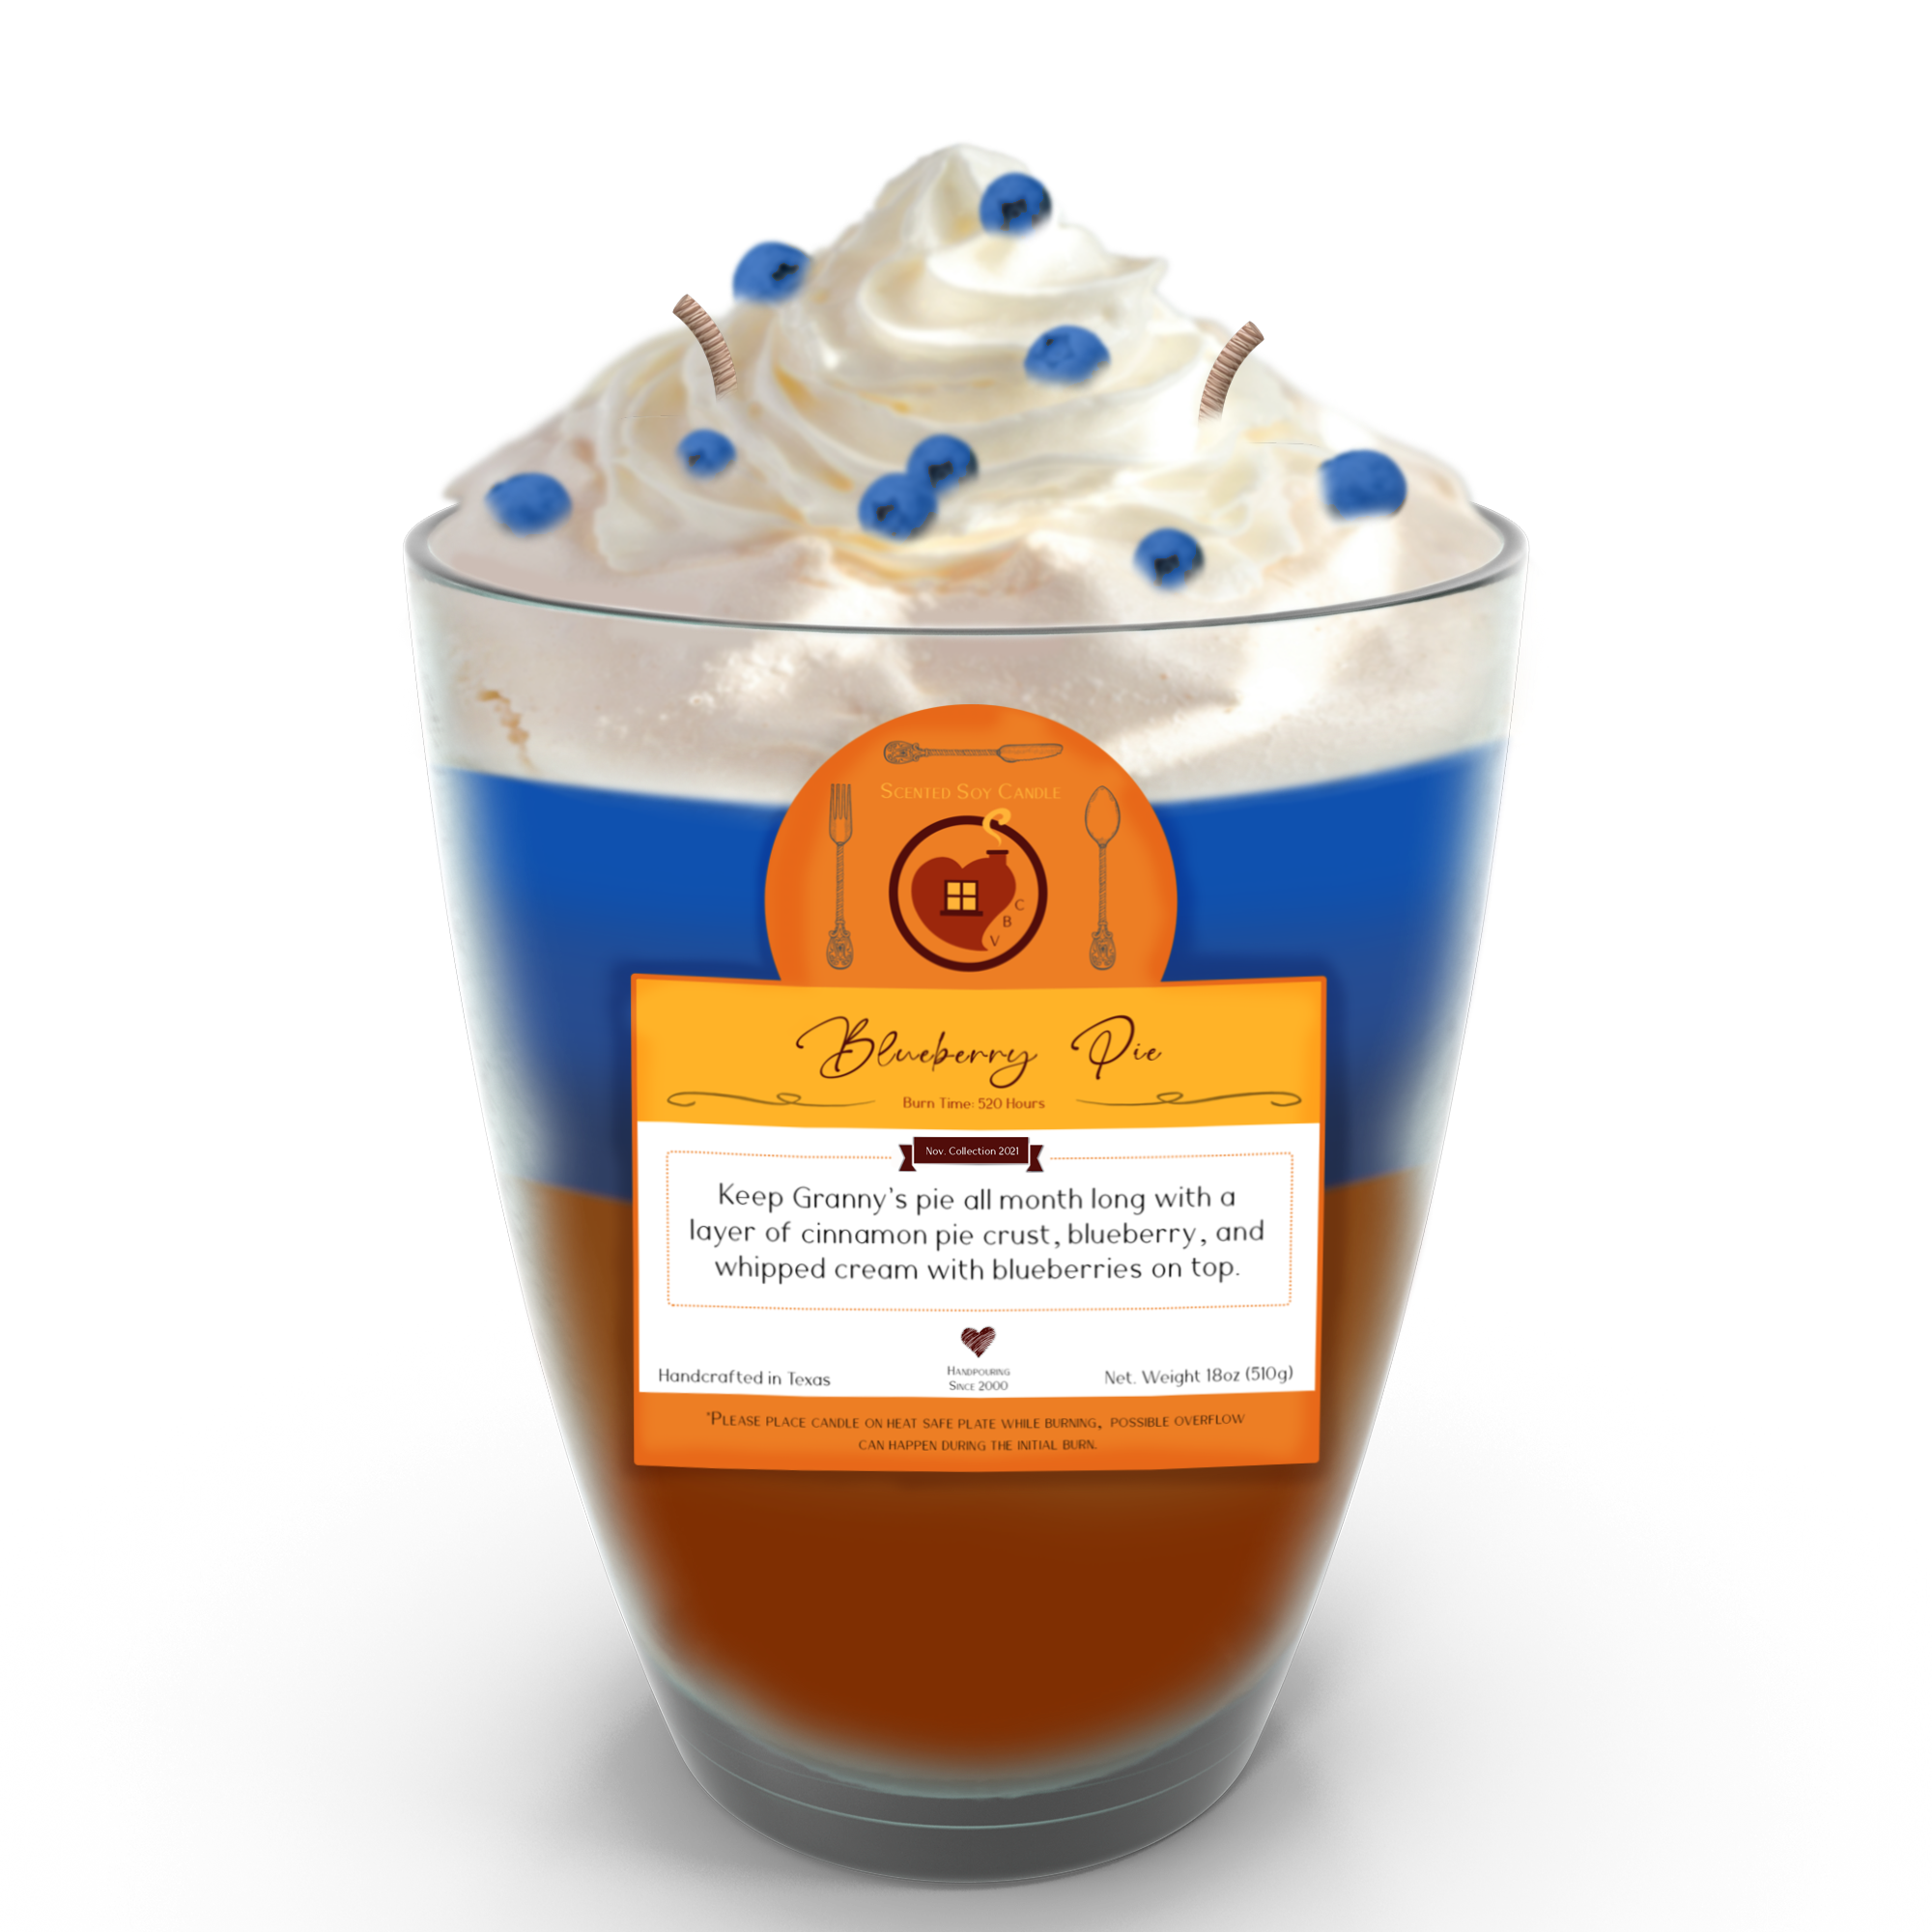 SCENTED SOY CANDLE
C
B
V
Blueberry Pie
Burn Time: 520 Hours
Nov. Collection 2021
Keep Granny's pie all month long with a
layer of cinnamon pie crust, blueberry, and
whipped cream with blueberries on top.
Handcrafted in Texas
HANDPOURING
SINCE 2000
Net. Weight 18oz (510g)
*PLEASE PLACE CANDLE ON HEAT SAFE PLATE WHILE BURNING, POSSIBLE OVERFLOW
CAN HAPPEN DURING THE INITIAL BURN.